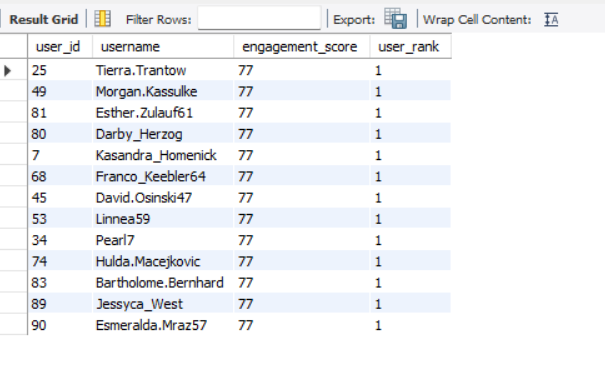 Result Grid Filter Rows: Export: Wrap Cell Content: IA
user_id username engagement_score user_rank
25 Tierra.Trantow 77 1
49 Morgan.Kassulke 77 1
81 Esther.Zulauf61 77 1
80 Darby_Herzog 77 1
7 Kasandra_Homenick 77 1
68 Franco_Keebler64 77 1
45 David.Osinski47 77 1
53 Linnea59 77 1
34 Pearl7 77 1
74 Hulda.Macejkovic 77 1
83 Bartholome.Bernhard 77 1
89 Jessyca_West 77 1
90 Esmeralda.Mraz57 77 1